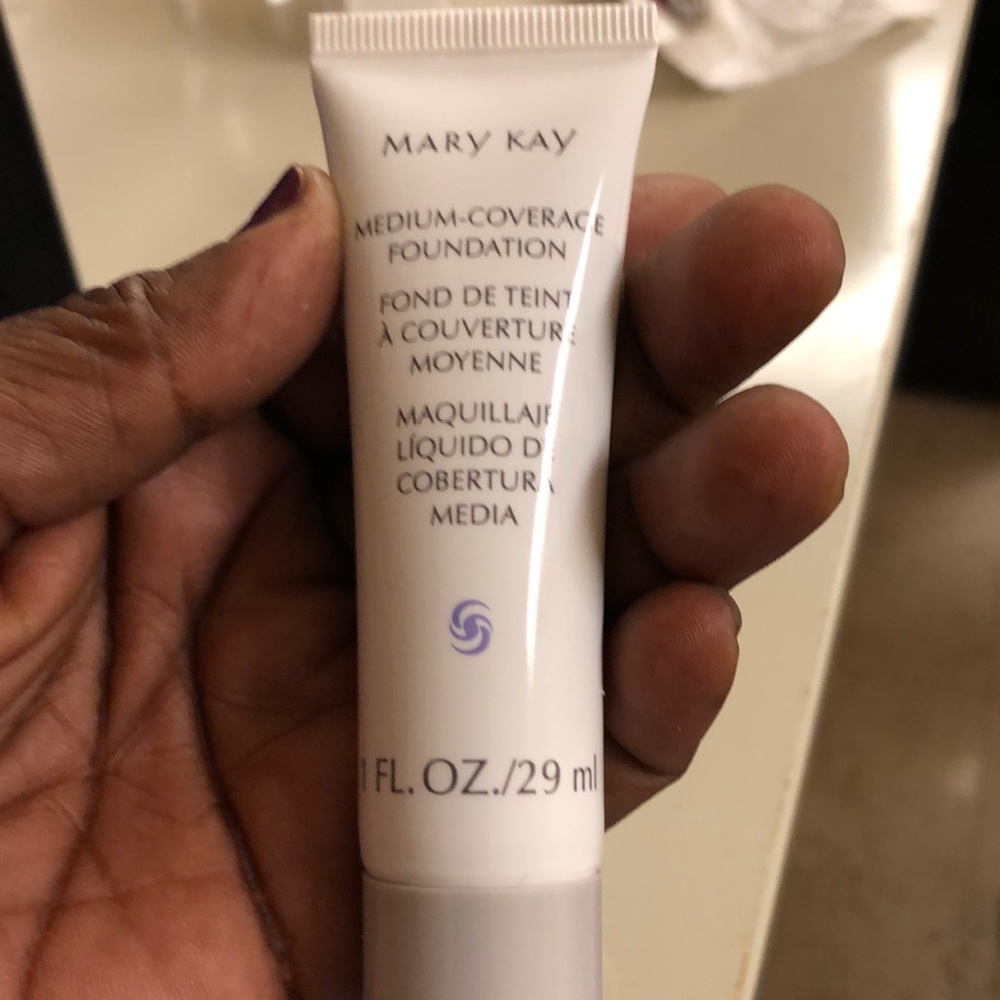 MARY KAY
MEDIUM-COVERAGE
FOUNDATION
FOND DE TEINT
À COUVERTURE
MOYENNE
MAQUILLAJE
LÍQUIDO DE
COBERTURA
MEDIA
1 FL. OZ./29 ml